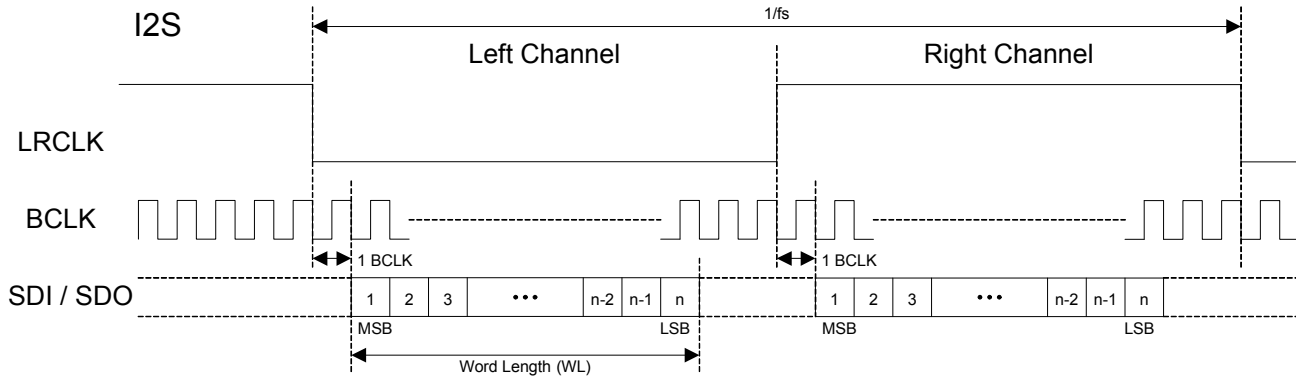 I2S
1/fs
Left Channel Right Channel
LRCLK
BCLK
1 BCLK 1 BCLK
SDI / SDO 1 2 3 ••• n-2 n-1 n 1 2 3 ••• n-2 n-1 n
MSB LSB MSB LSB
Word Length (WL)